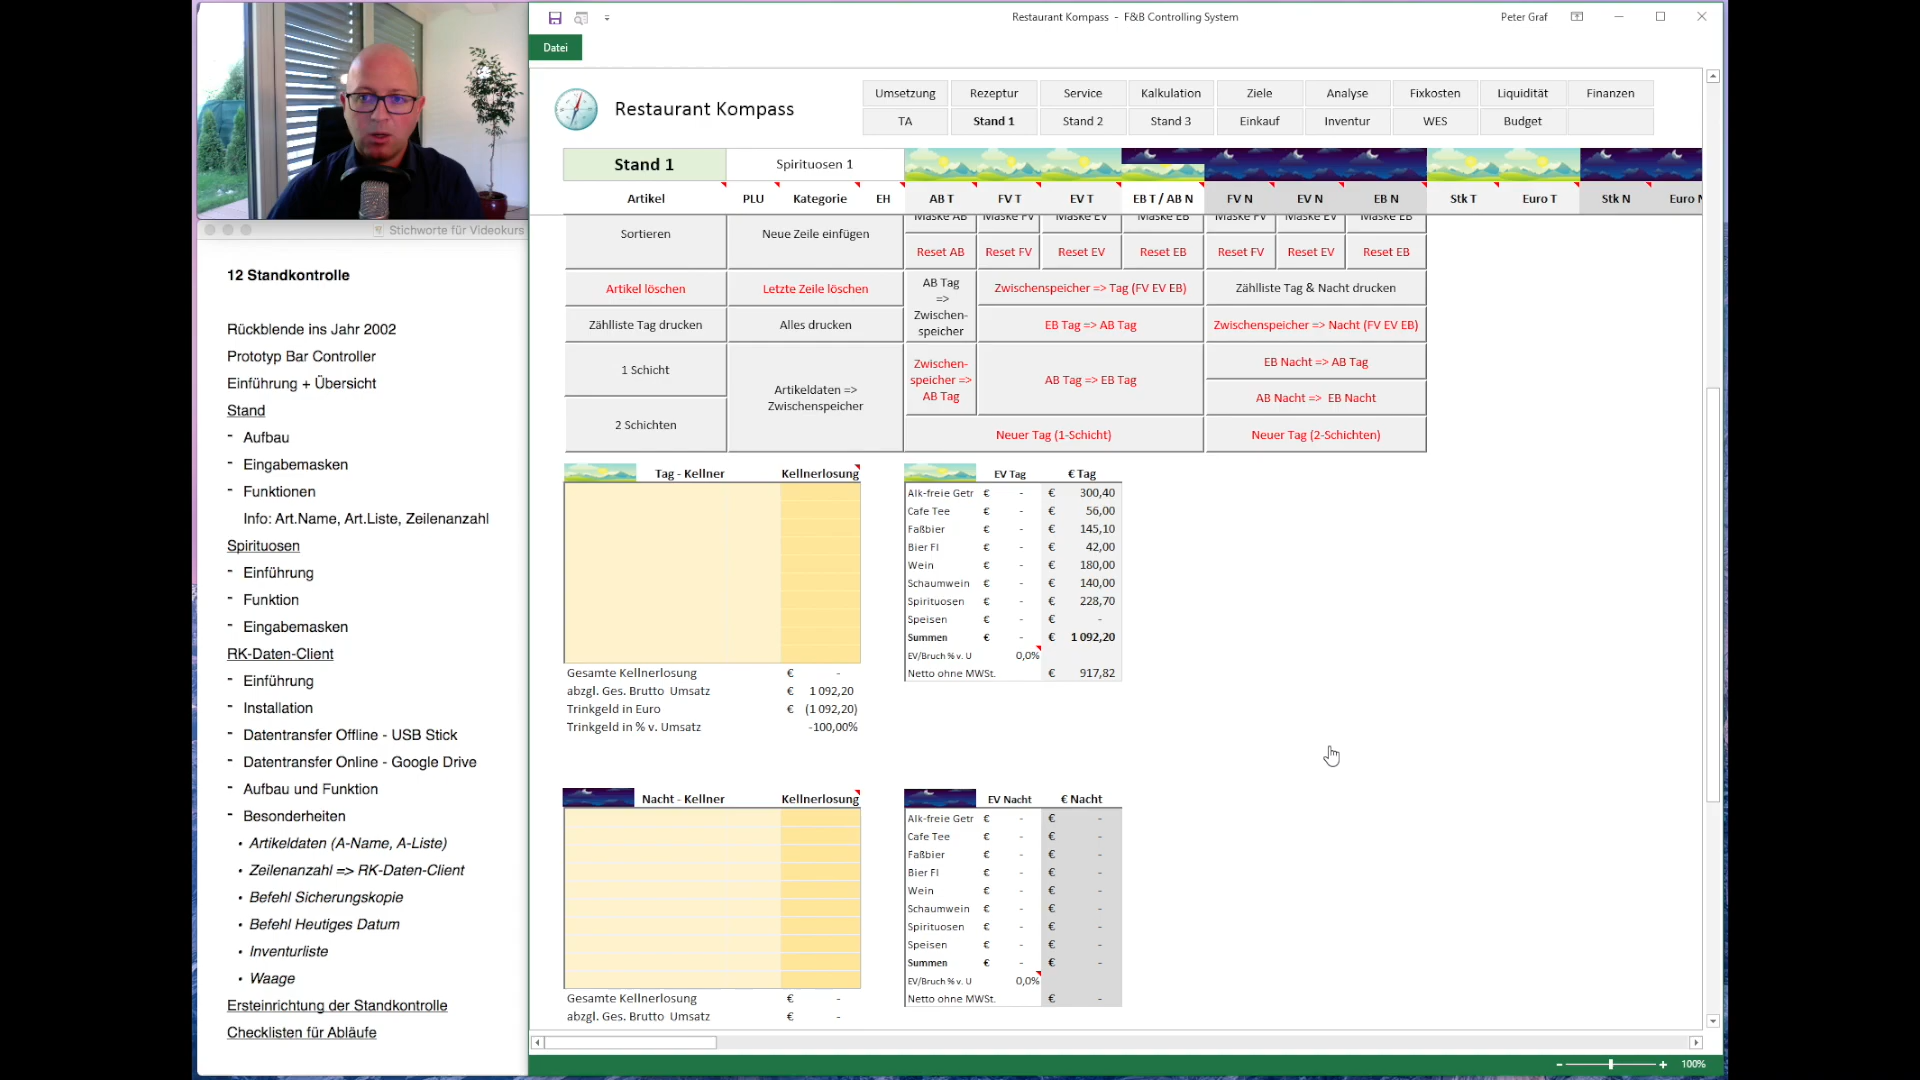 Restaurant Kompass - F&B Controlling System
Peter Graf
Datei
Restaurant Kompass
Umsetzung Rezeptur Service Kalkulation Ziele Analyse Fixkosten Liquidität Finanzen
TA Stand 1 Stand 2 Stand 3 Einkauf Inventur WES Budget
Stand 1 Spirituosen 1
Artikel PLU Kategorie EH AB T FV T EV T EB T / AB N FV N EV N EB N Stk T Euro T Stk N Euro N
Maske AB Maske FV Maske EV Maske EB Maske FV Maske EV Maske EB
Sortieren Neue Zeile einfügen
Reset AB Reset FV Reset EV Reset EB Reset FV Reset EV Reset EB
Artikel löschen Letzte Zeile löschen
AB Tag
=>
Zwischen-
speicher
Zwischenspeicher => Tag (FV EV EB) Zählliste Tag & Nacht drucken
Zählliste Tag drucken Alles drucken
EB Tag => AB Tag Zwischenspeicher => Nacht (FV EV EB)
1 Schicht
Artikeldaten =>
Zwischenspeicher
Zwischen-
speicher =>
AB Tag
AB Tag => EB Tag
EB Nacht => AB Tag
AB Nacht => EB Nacht
2 Schichten
Neuer Tag (1-Schicht) Neuer Tag (2-Schichten)
Tag - Kellner Kellnerlosung
Gesamte Kellnerlosung € -
abzgl. Ges. Brutto Umsatz € 1 092,20
Trinkgeld in Euro € (1 092,20)
Trinkgeld in % v. Umsatz -100,00%
EV Tag € Tag
Alk-freie Getr € - € 300,40
Cafe Tee € - € 56,00
Faßbier € - € 145,10
Bier Fl € - € 42,00
Wein € - € 180,00
Schaumwein € - € 140,00
Spirituosen € - € 228,70
Speisen € - € -
Summen € - € 1 092,20
EV/Bruch % v. U 0,0%
Netto ohne MWSt. € 917,82
Nacht - Kellner Kellnerlosung
Gesamte Kellnerlosung € -
abzgl. Ges. Brutto Umsatz € -
EV Nacht € Nacht
Alk-freie Getr € - € -
Cafe Tee € - € -
Faßbier € - € -
Bier Fl € - € -
Wein € - € -
Schaumwein € - € -
Spirituosen € - € -
Speisen € - € -
Summen € - € -
EV/Bruch % v. U 0,0%
Netto ohne MWSt. € -
100%
Stichworte für Videokurs
12 Standkontrolle
Rückblende ins Jahr 2002
Prototyp Bar Controller
Einführung + Übersicht
Stand
- Aufbau
- Eingabemasken
- Funktionen
Info: Art.Name, Art.Liste, Zeilenanzahl
Spirituosen
- Einführung
- Funktion
- Eingabemasken
RK-Daten-Client
- Einführung
- Installation
- Datentransfer Offline - USB Stick
- Datentransfer Online - Google Drive
- Aufbau und Funktion
- Besonderheiten
• Artikeldaten (A-Name, A-Liste)
• Zeilenanzahl => RK-Daten-Client
• Befehl Sicherungskopie
• Befehl Heutiges Datum
• Inventurliste
• Waage
Ersteinrichtung der Standkontrolle
Checklisten für Abläufe